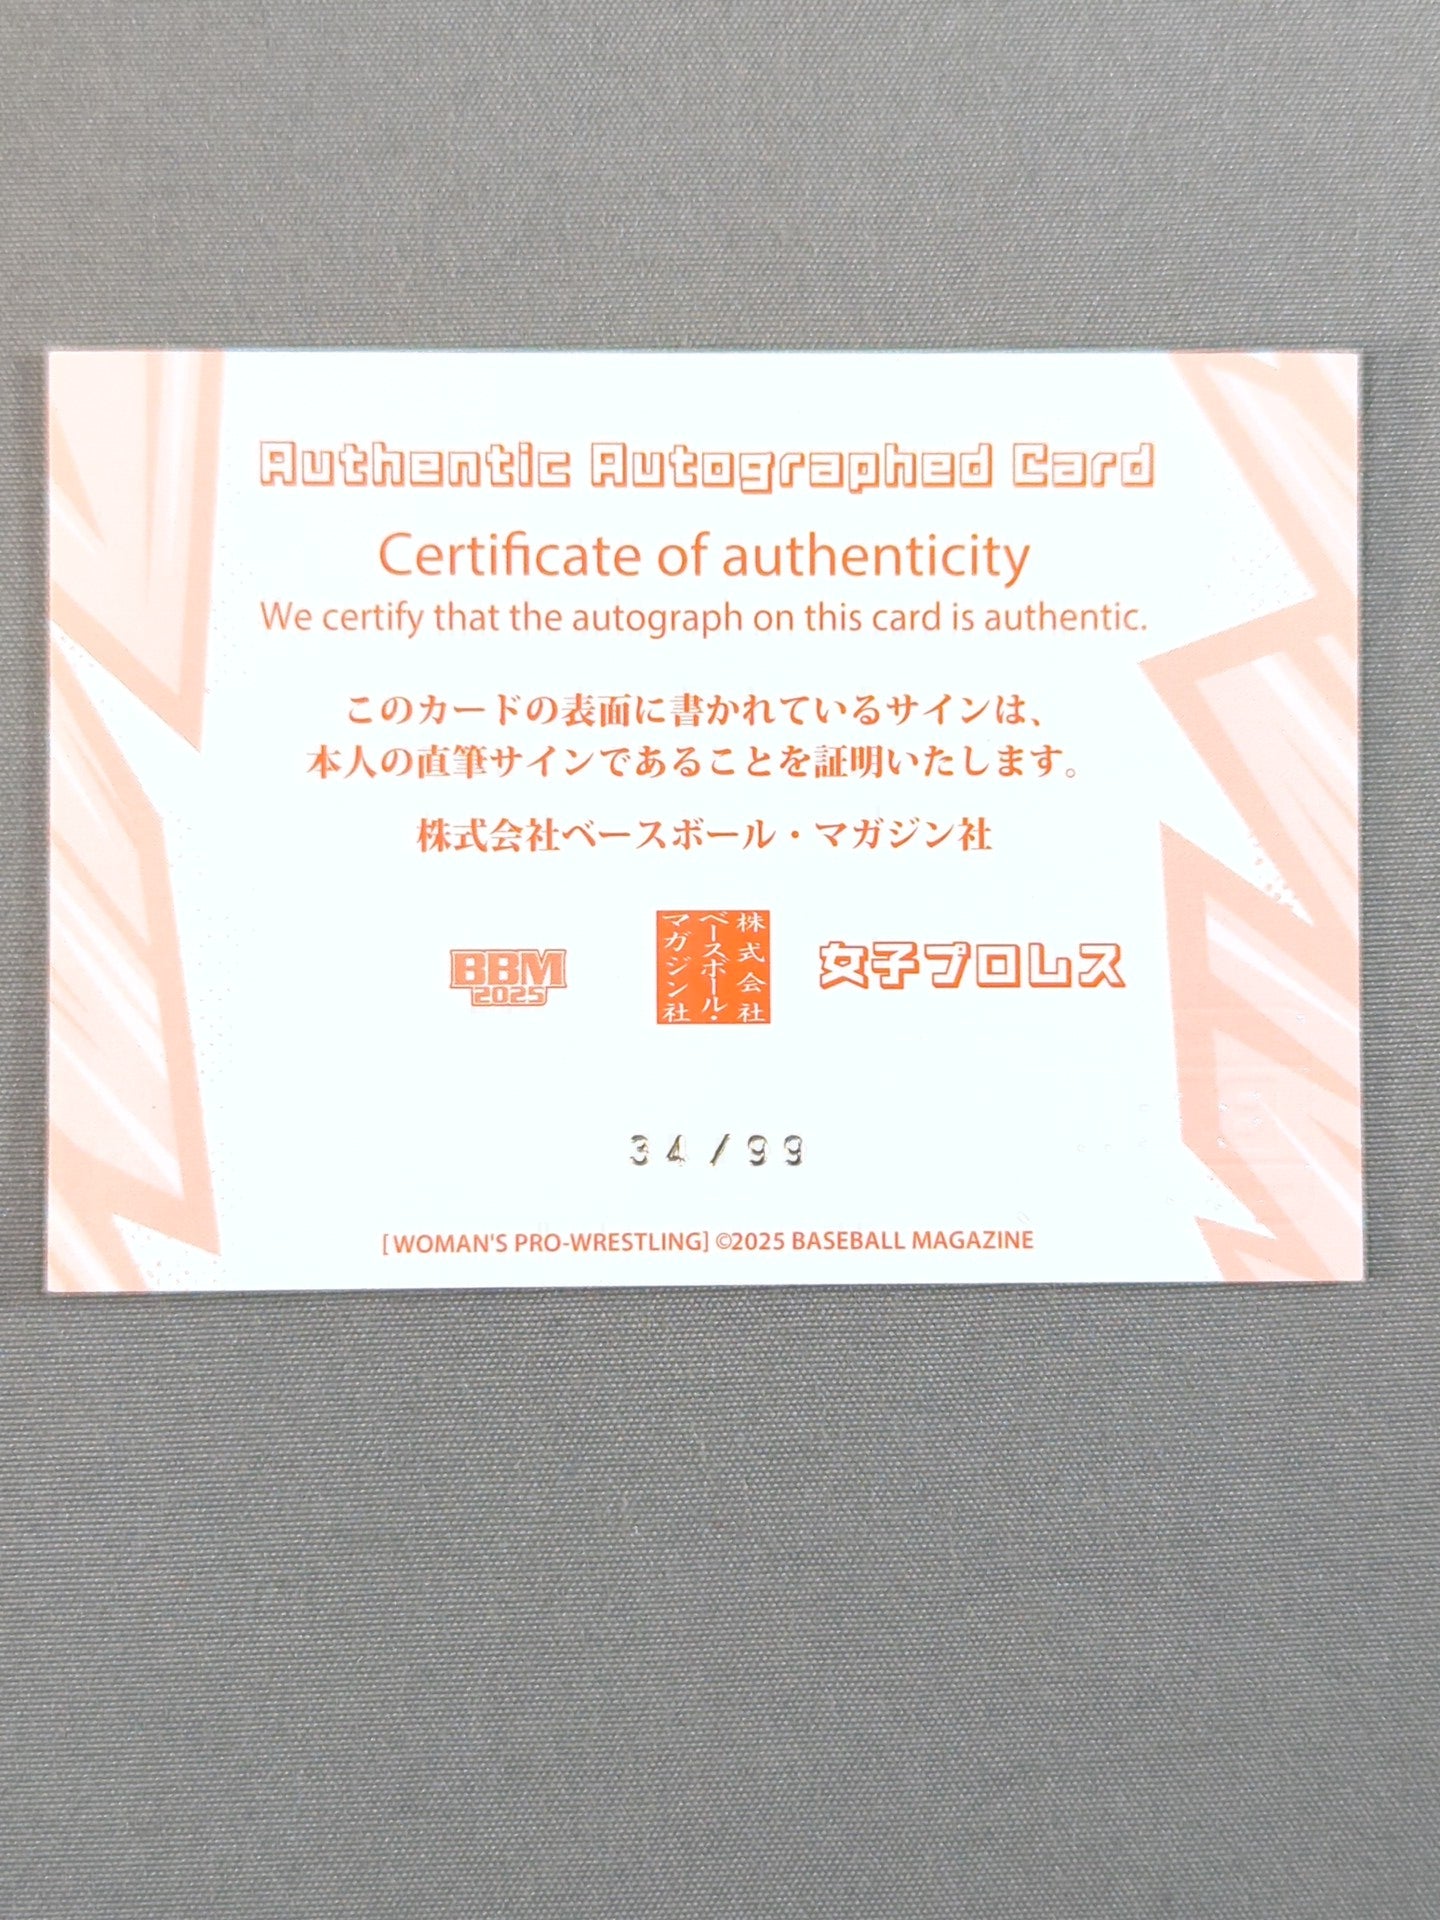 Authentic Autographed Card
Certificate of authenticity
We certify that the autograph on this card is authentic.
このカードの表面に書かれているサインは、
本人の直筆サインであることを証明いたします。
株式会社ベースボール・マガジン社
BBM
2025
株式会社
ベースボール・
マガジン社
女子プロレス
34/99
[WOMAN'S PRO-WRESTLING] ©2025 BASEBALL MAGAZINE